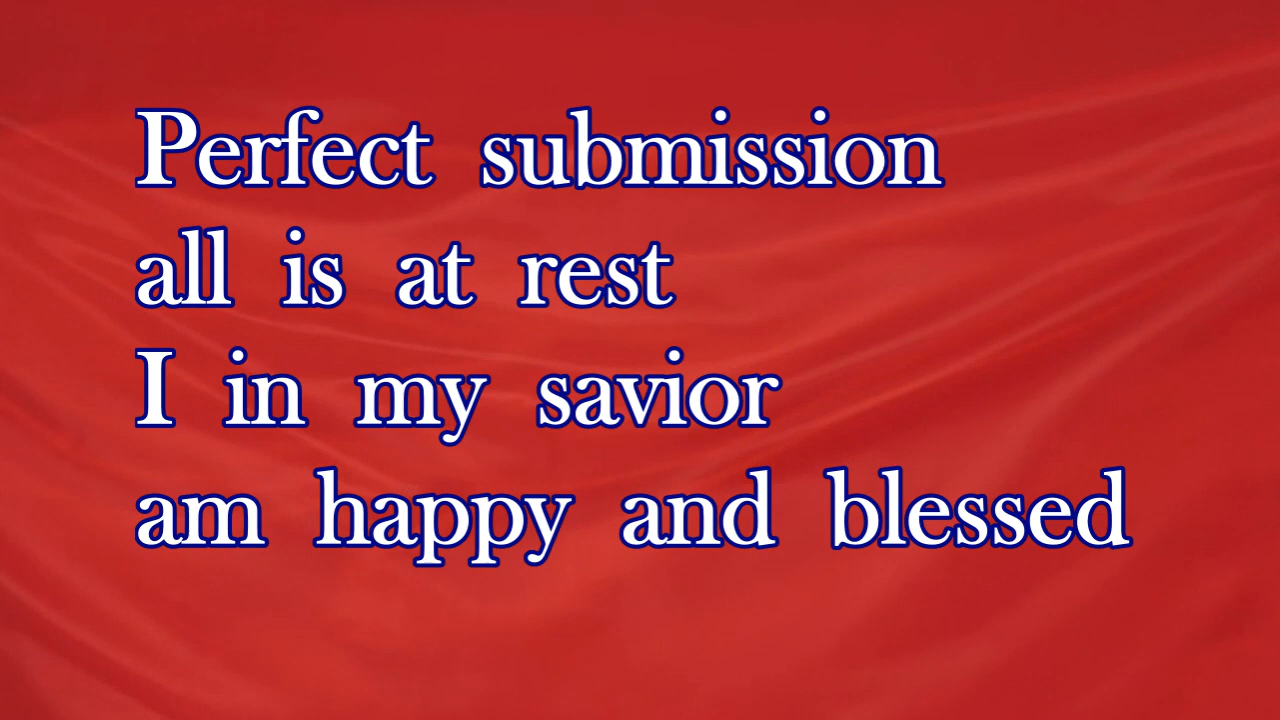 Perfect submission
all is at rest
I in my savior
am happy and blessed